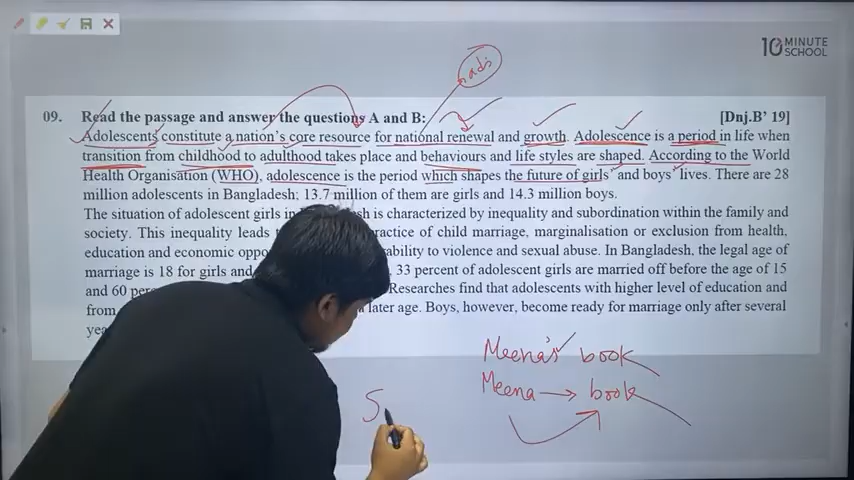 10 MINUTE SCHOOL
adj
09. Read the passage and answer the questions A and B: [Dnj.B' 19]
Adolescents constitute a nation's core resource for national renewal and growth. Adolescence is a period in life when
transition from childhood to adulthood takes place and behaviours and life styles are shaped. According to the World
Health Organisation (WHO), adolescence is the period which shapes the future of girls' and boys' lives. There are 28
million adolescents in Bangladesh; 13.7 million of them are girls and 14.3 million boys.
The situation of adolescent girls in sh is characterized by inequality and subordination within the family and
society. This inequality leads ractice of child marriage, marginalisation or exclusion from health,
education and economic oppo rability to violence and sexual abuse. In Bangladesh, the legal age of
marriage is 18 for girls and 33 percent of adolescent girls are married off before the age of 15
and 60 per Researches find that adolescents with higher level of education and
from a later age. Boys, however, become ready for marriage only after several
yea
Meena's book
Meena → book
S